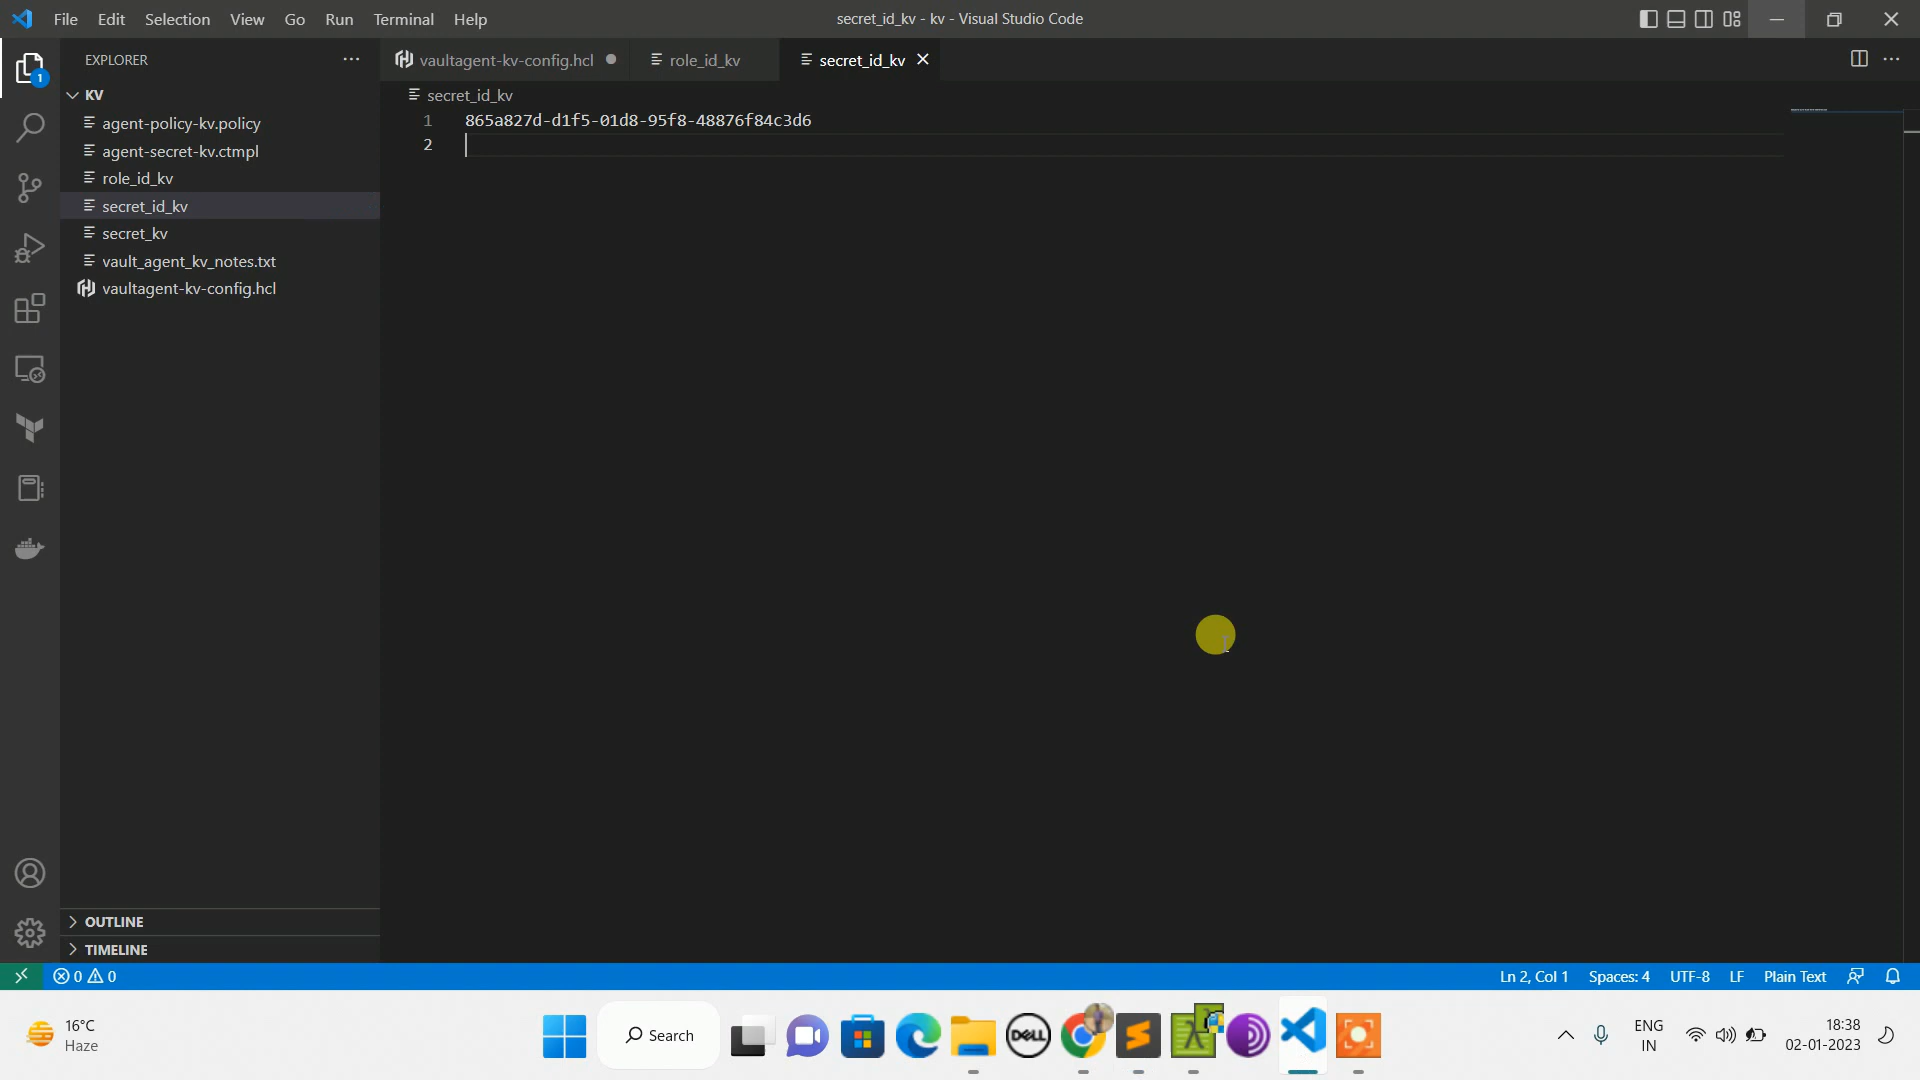 File Edit Selection View Go Run Terminal Help
secret_id_kv - kv - Visual Studio Code
EXPLORER
vaultagent-kv-config.hcl
role_id_kv
secret_id_kv
1
KV
agent-policy-kv.policy
agent-secret-kv.ctmpl
role_id_kv
secret_id_kv
secret_kv
vault_agent_kv_notes.txt
vaultagent-kv-config.hcl
secret_id_kv
1 865a827d-d1f5-01d8-95f8-48876f84c3d6
2
OUTLINE
TIMELINE
0 0
Ln 2, Col 1 Spaces: 4 UTF-8 LF Plain Text
16°C
Haze
Search
DELL
ENG
IN
18:38
02-01-2023